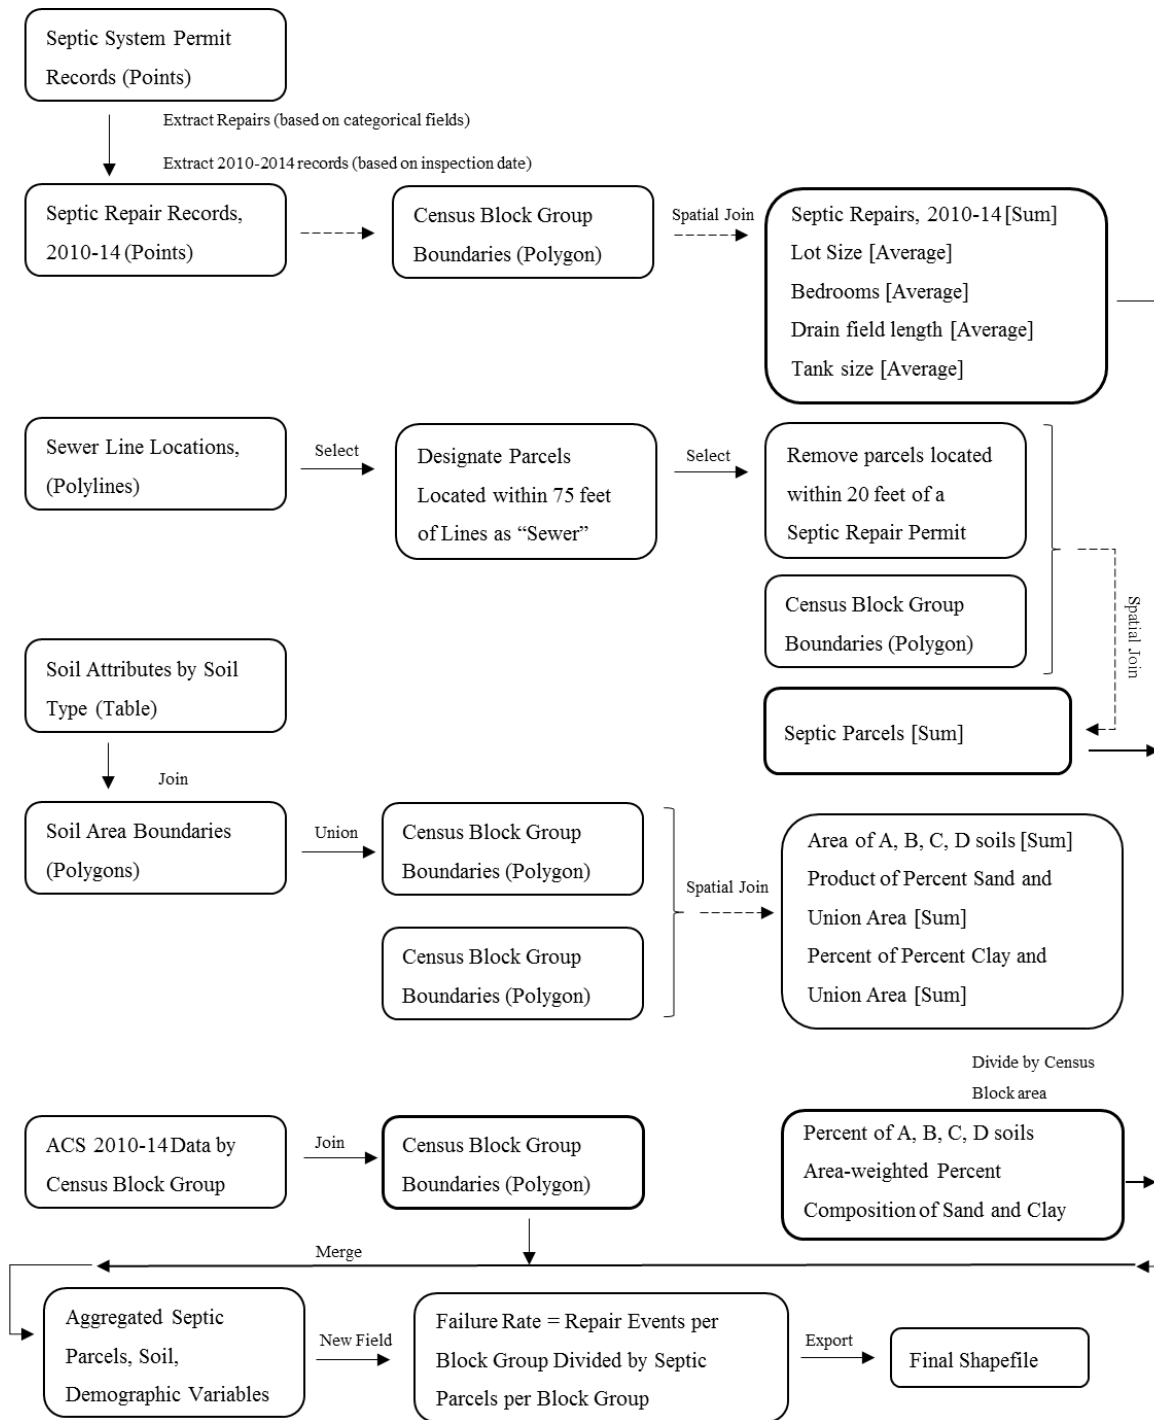 Septic System Permit
Records (Points)
Extract Repairs (based on categorical fields)
Extract 2010-2014 records (based on inspection date)
Septic Repair Records,
2010-14 (Points)
Census Block Group
Boundaries (Polygon)
Spatial Join
Septic Repairs, 2010-14 [Sum]
Lot Size [Average]
Bedrooms [Average]
Drain field length [Average]
Tank size [Average]
Sewer Line Locations,
(Polylines)
Select
Designate Parcels
Located within 75 feet
of Lines as “Sewer”
Select
Remove parcels located
within 20 feet of a
Septic Repair Permit
Census Block Group
Boundaries (Polygon)
Spatial Join
Septic Parcels [Sum]
Soil Attributes by Soil
Type (Table)
Join
Soil Area Boundaries
(Polygons)
Union
Census Block Group
Boundaries (Polygon)
Census Block Group
Boundaries (Polygon)
Spatial Join
Area of A, B, C, D soils [Sum]
Product of Percent Sand and
Union Area [Sum]
Percent of Percent Clay and
Union Area [Sum]
Divide by Census
Block area
Percent of A, B, C, D soils
Area-weighted Percent
Composition of Sand and Clay
ACS 2010-14 Data by
Census Block Group
Join
Census Block Group
Boundaries (Polygon)
Merge
Aggregated Septic
Parcels, Soil,
Demographic Variables
New Field
Failure Rate = Repair Events per
Block Group Divided by Septic
Parcels per Block Group
Export
Final Shapefile